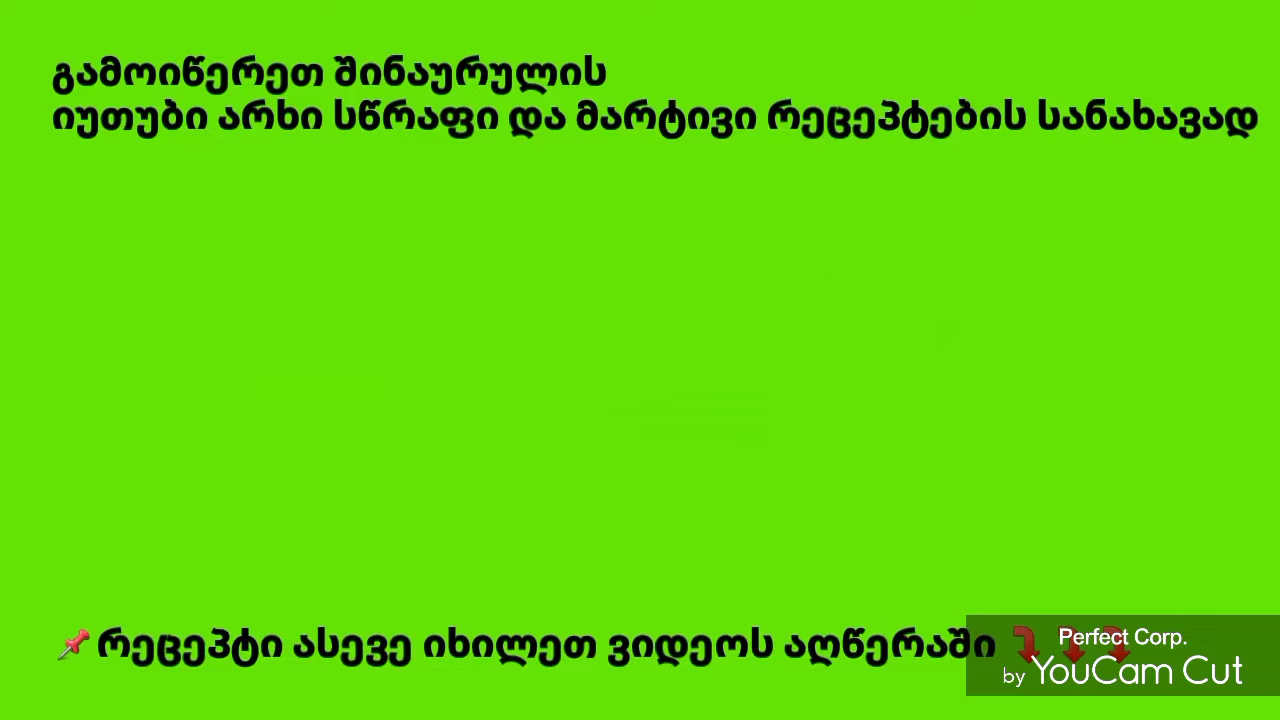 გამოიწერეთ შინაურულის
იუთუბი არხი სწრაფი და მარტივი რეცეპტების სანახავად
📌რეცეპტი ასევე იხილეთ ვიდეოს აღწერაში ⤵⤵⤵
Perfect Corp.
by YouCam Cut